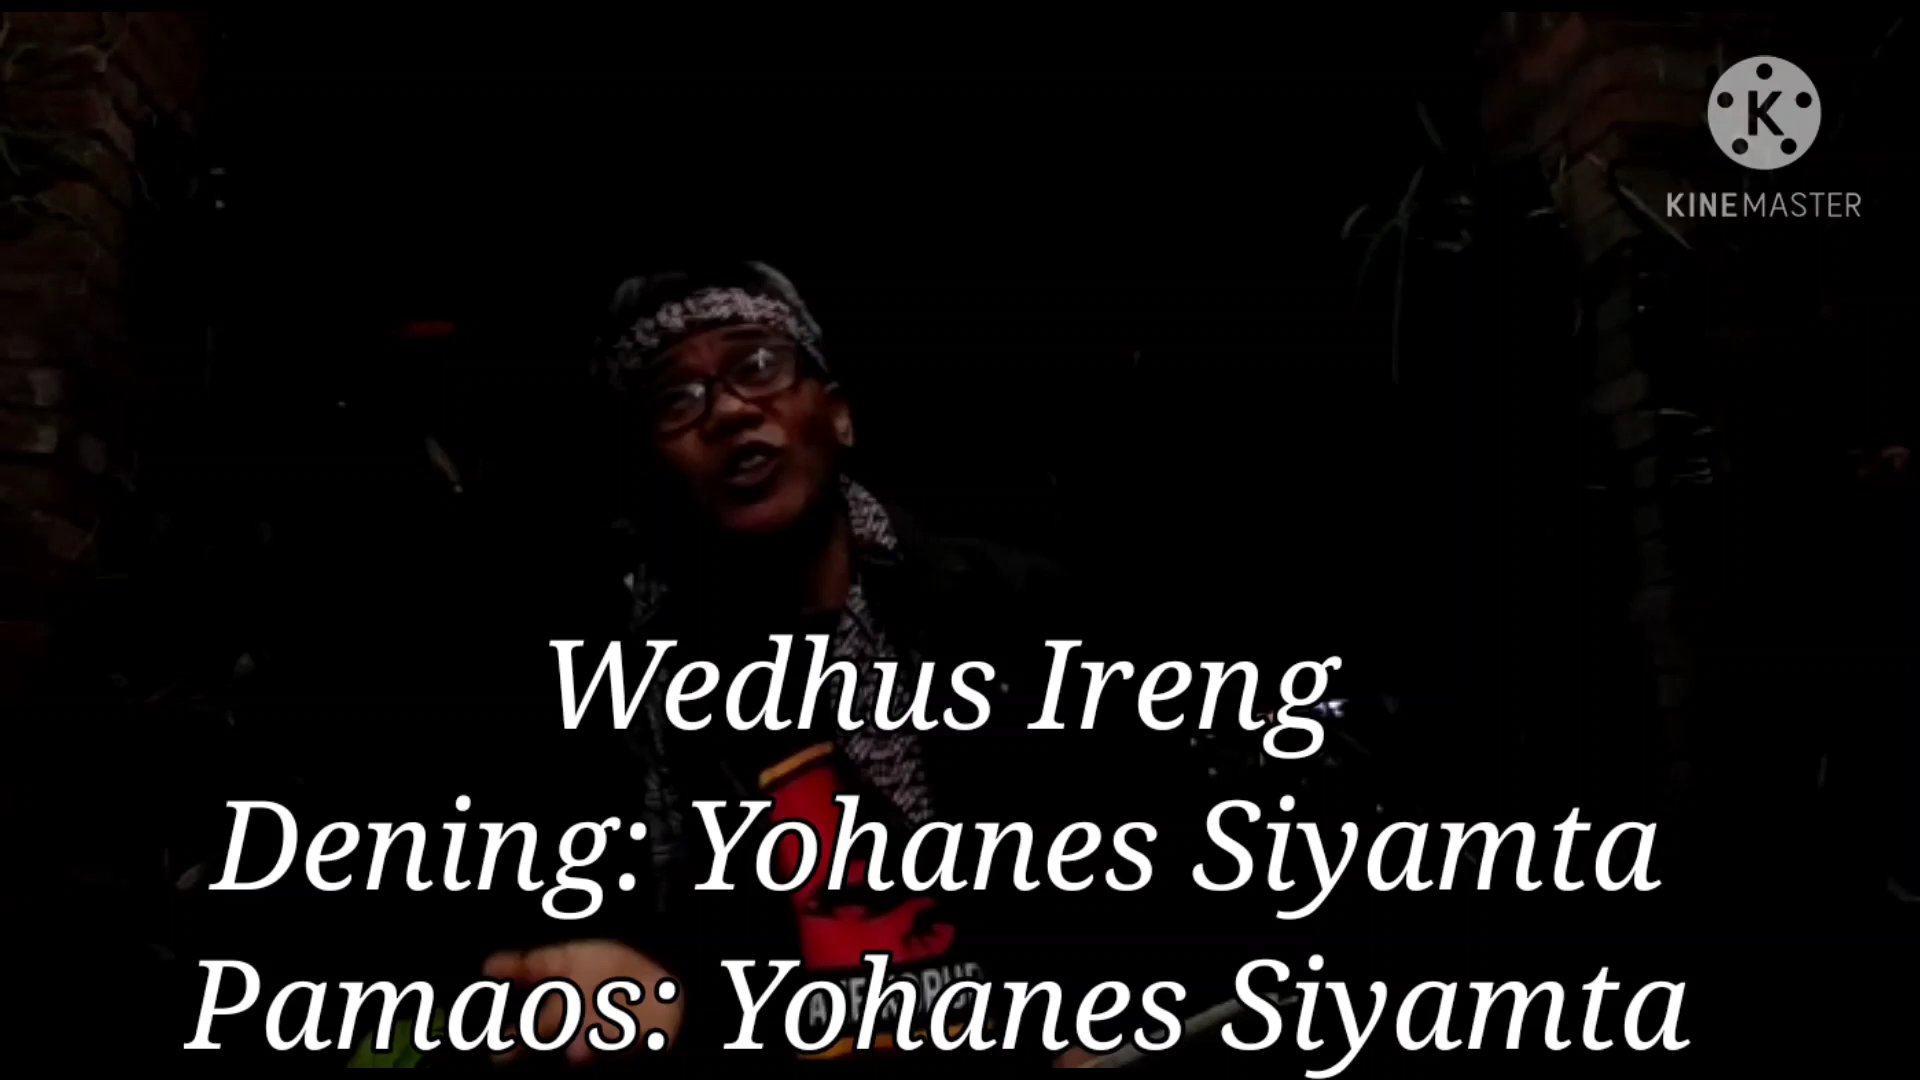 K
KINEMASTER
Wedhus Ireng
Dening: Yohanes Siyamta
Pamaos: Yohanes Siyamta